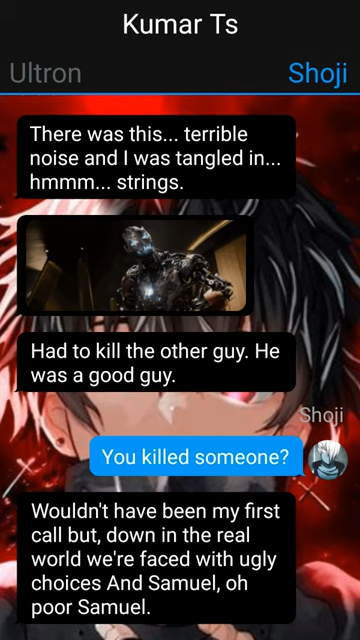 Kumar Ts
Ultron
Shoji
There was this... terrible
noise and I was tangled in...
hmmm... strings.
Had to kill the other guy. He
was a good guy.
Shoji
You killed someone?
Wouldn't have been my first
call but, down in the real
world we're faced with ugly
choices And Samuel, oh
poor Samuel.